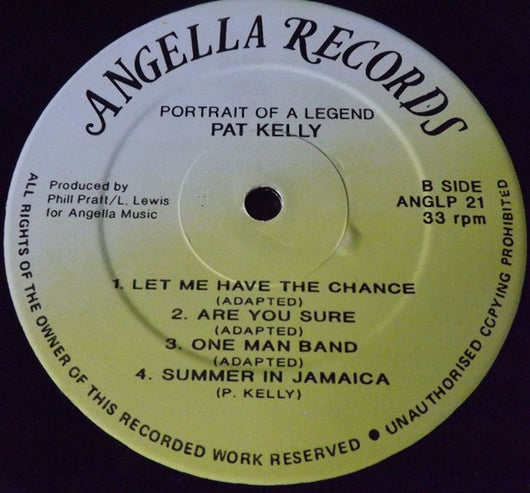 ANGELLA RECORDS
PORTRAIT OF A LEGEND
PAT KELLY
Produced by
Phill Pratt/L. Lewis
for Angella Music
B SIDE
ANGLP 21
33 rpm
1. LET ME HAVE THE CHANCE
(ADAPTED)
2. ARE YOU SURE
(ADAPTED)
3. ONE MAN BAND
(ADAPTED)
4. SUMMER IN JAMAICA
(P. KELLY)
ALL RIGHTS OF THE OWNER OF THIS RECORDED WORK RESERVED ● UNAUTHORISED COPYING PROHIBITED